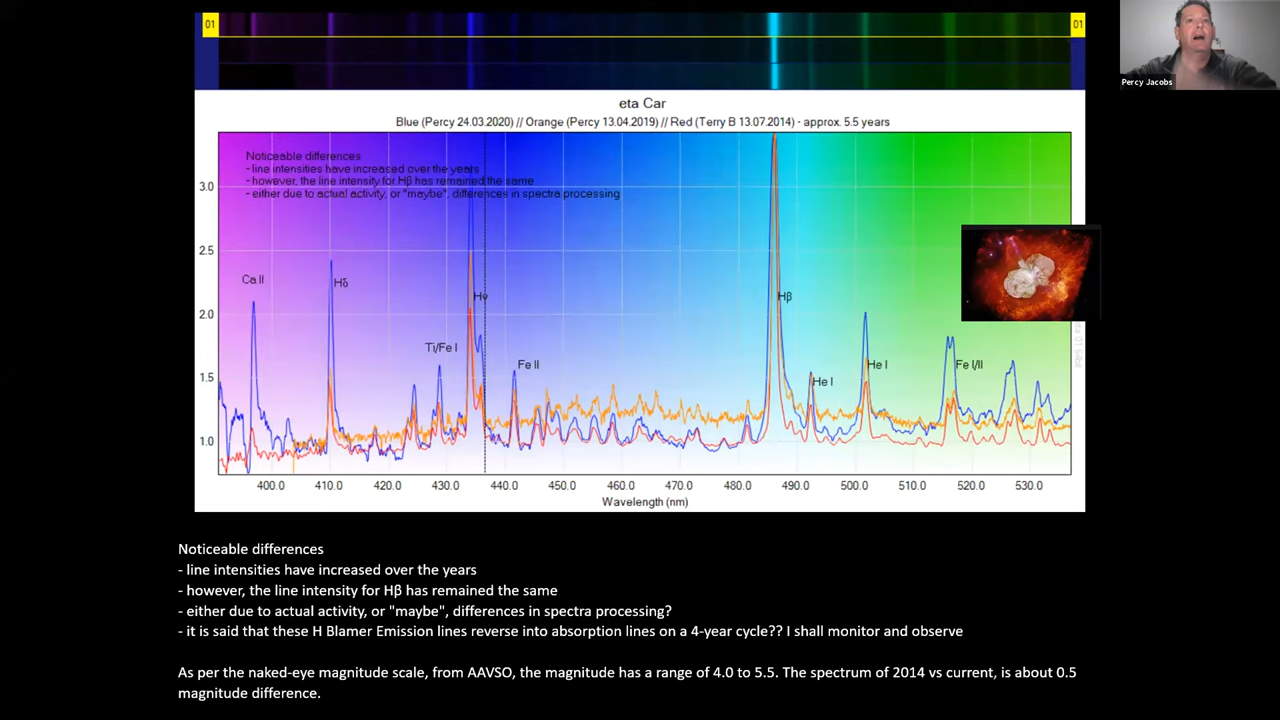 01
01
Percy Jacobs
eta Car
Blue (Percy 24.03.2020) // Orange (Percy 13.04.2019) // Red (Terry B 13.07.2014) - approx. 5.5 years
Noticeable differences
- line intensities have increased over the years
- however, the line intensity for Hβ has remained the same
- either due to actual activity, or "maybe", differences in spectra processing
3.0
2.5
2.0
1.5
1.0
Ca II
Hδ
Ti/Fe I
Hγ
Fe II
Hβ
He I
He I
Fe I/II
400.0 410.0 420.0 430.0 440.0 450.0 460.0 470.0 480.0 490.0 500.0 510.0 520.0 530.0
Wavelength (nm)
Noticeable differences
- line intensities have increased over the years
- however, the line intensity for Hβ has remained the same
- either due to actual activity, or "maybe", differences in spectra processing?
- it is said that these H Blamer Emission lines reverse into absorption lines on a 4-year cycle?? I shall monitor and observe
As per the naked-eye magnitude scale, from AAVSO, the magnitude has a range of 4.0 to 5.5. The spectrum of 2014 vs current, is about 0.5
magnitude difference.